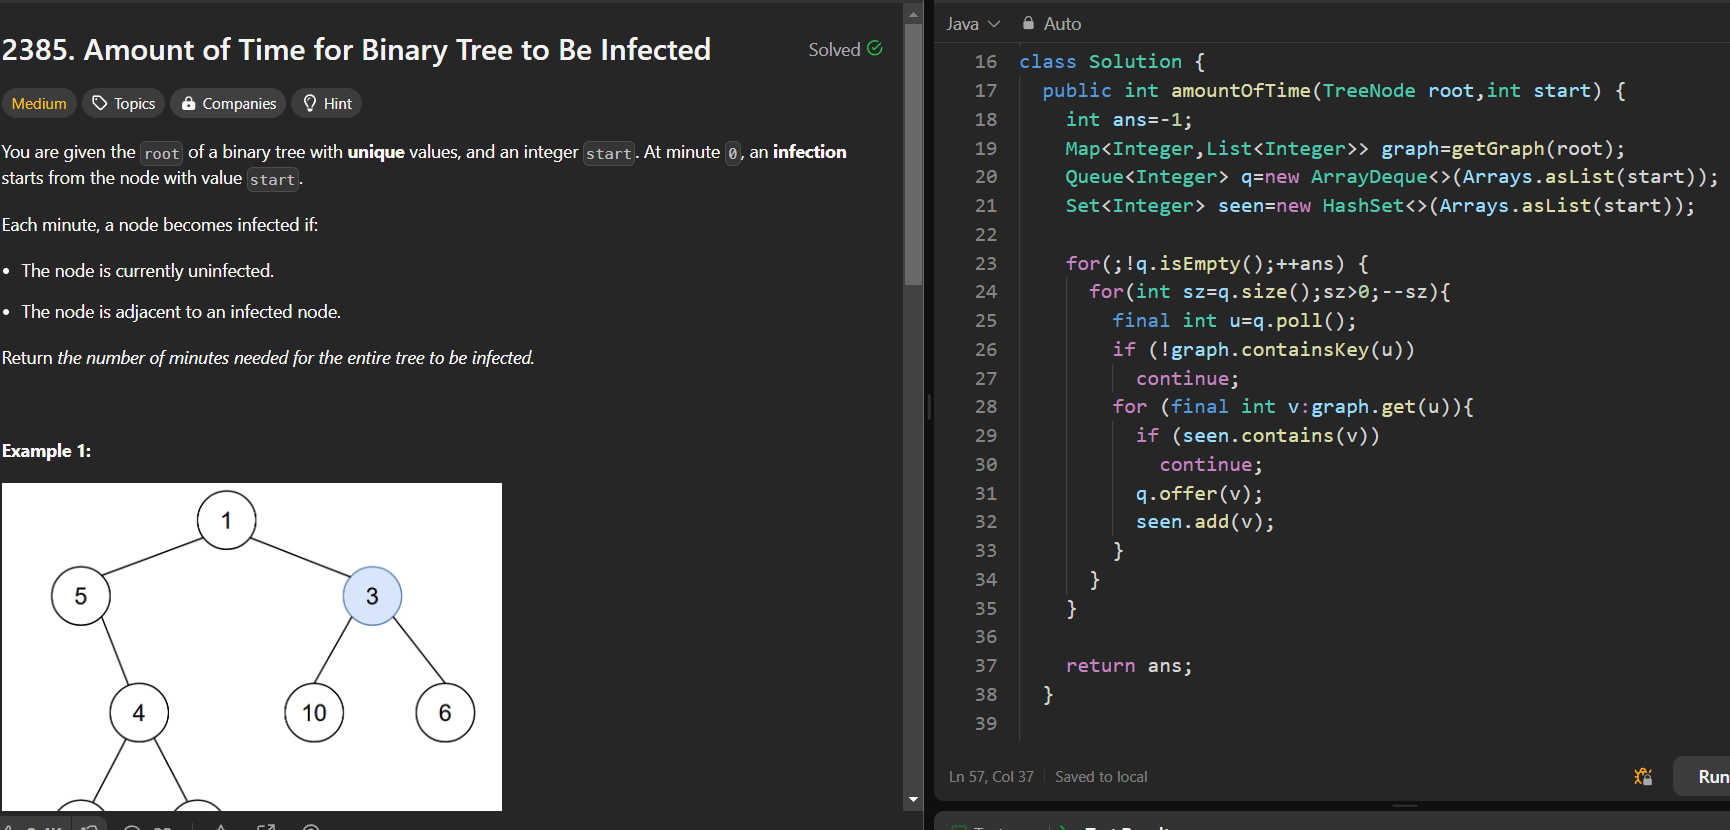 2385. Amount of Time for Binary Tree to Be Infected
Solved
Medium
Topics
Companies
Hint
You are given the root of a binary tree with unique values, and an integer start. At minute 0, an infection
starts from the node with value start.
Each minute, a node becomes infected if:
• The node is currently uninfected.
• The node is adjacent to an infected node.
Return the number of minutes needed for the entire tree to be infected.
Example 1:
1
5
3
4
10
6
Java
Auto
16 class Solution {
17 public int amountOfTime(TreeNode root,int start) {
18 int ans=-1;
19 Map<Integer,List<Integer>> graph=getGraph(root);
20 Queue<Integer> q=new ArrayDeque<>(Arrays.asList(start));
21 Set<Integer> seen=new HashSet<>(Arrays.asList(start));
22
23 for(;!q.isEmpty();++ans) {
24 for(int sz=q.size();sz>0;--sz){
25 final int u=q.poll();
26 if (!graph.containsKey(u))
27 continue;
28 for (final int v:graph.get(u)){
29 if (seen.contains(v))
30 continue;
31 q.offer(v);
32 seen.add(v);
33 }
34 }
35 }
36
37 return ans;
38 }
39
Ln 57, Col 37
Saved to local
Run